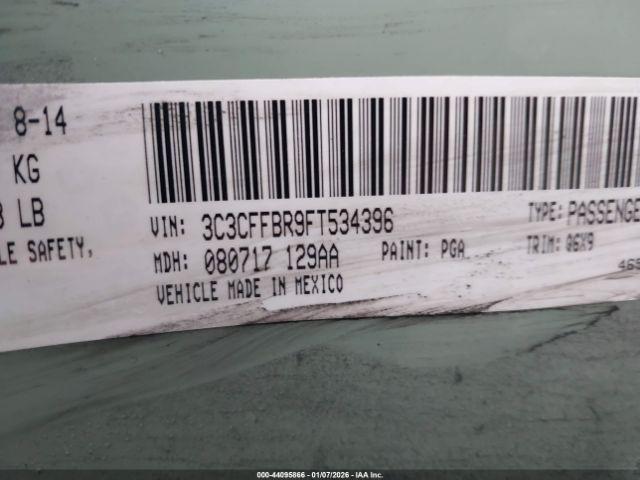 8-14
KG
LB
LE SAFETY,
VIN: 3C3CFFBR9FT534396
TYPE: PASSENGE
MDH: 080717 129AA
PAINT: PGA
TRIM: Q6X9
VEHICLE MADE IN MEXICO
000-44095866 - 01/07/2026 - IAA Inc.